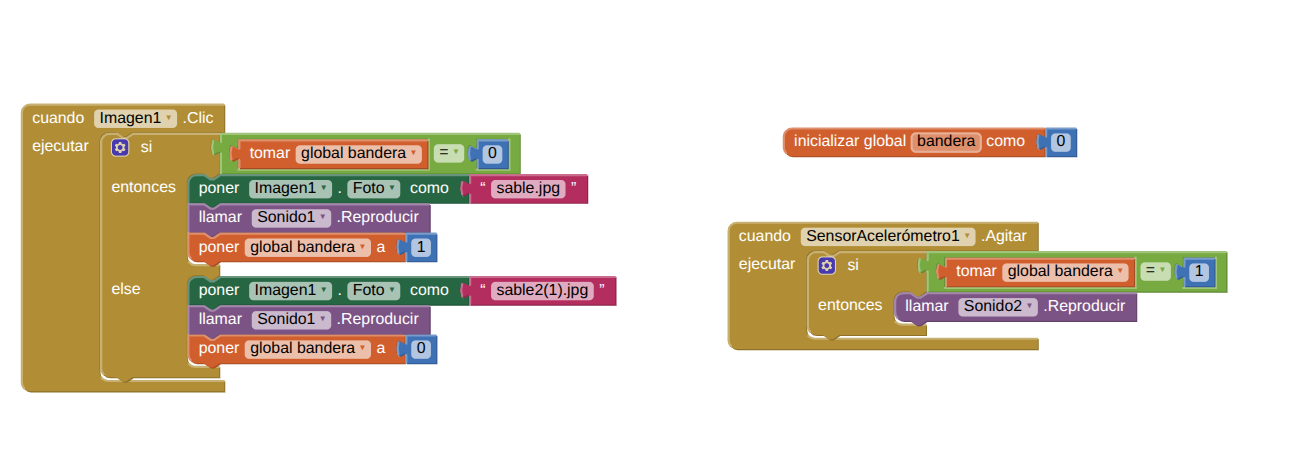 cuando Imagen1 .Clic
ejecutar si tomar global bandera = 0
entonces poner Imagen1 . Foto como “ sable.jpg ”
llamar Sonido1 .Reproducir
poner global bandera a 1
else poner Imagen1 . Foto como “ sable2(1).jpg ”
llamar Sonido1 .Reproducir
poner global bandera a 0
inicializar global bandera como 0
cuando SensorAcelerómetro1 .Agitar
ejecutar si tomar global bandera = 1
entonces llamar Sonido2 .Reproducir